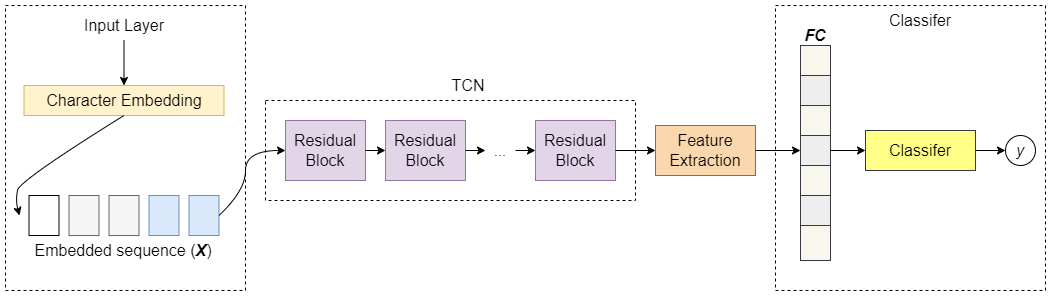 Input Layer
Character Embedding
Embedded sequence (X)
TCN
Residual
Block
Residual
Block
...
Residual
Block
Feature
Extraction
Classifer
FC
Classifer
y